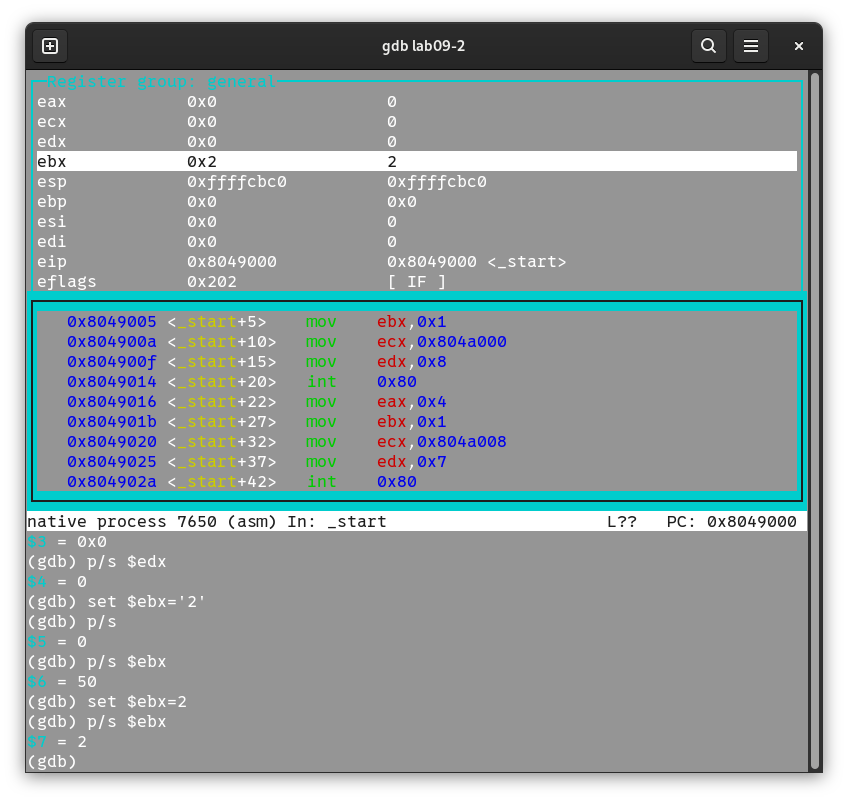 gdb lab09-2
Register group: general
eax 0x0 0
ecx 0x0 0
edx 0x0 0
ebx 0x2 2
esp 0xffffcbc0 0xffffcbc0
ebp 0x0 0x0
esi 0x0 0
edi 0x0 0
eip 0x8049000 0x8049000 <_start>
eflags 0x202 [ IF ]
0x8049005 <_start+5> mov ebx,0x1
0x804900a <_start+10> mov ecx,0x804a000
0x804900f <_start+15> mov edx,0x8
0x8049014 <_start+20> int 0x80
0x8049016 <_start+22> mov eax,0x4
0x804901b <_start+27> mov ebx,0x1
0x8049020 <_start+32> mov ecx,0x804a008
0x8049025 <_start+37> mov edx,0x7
0x804902a <_start+42> int 0x80
native process 7650 (asm) In: _start L?? PC: 0x8049000
$3 = 0x0
(gdb) p/s $edx
$4 = 0
(gdb) set $ebx='2'
(gdb) p/s
$5 = 0
(gdb) p/s $ebx
$6 = 50
(gdb) set $ebx=2
(gdb) p/s $ebx
$7 = 2
(gdb)